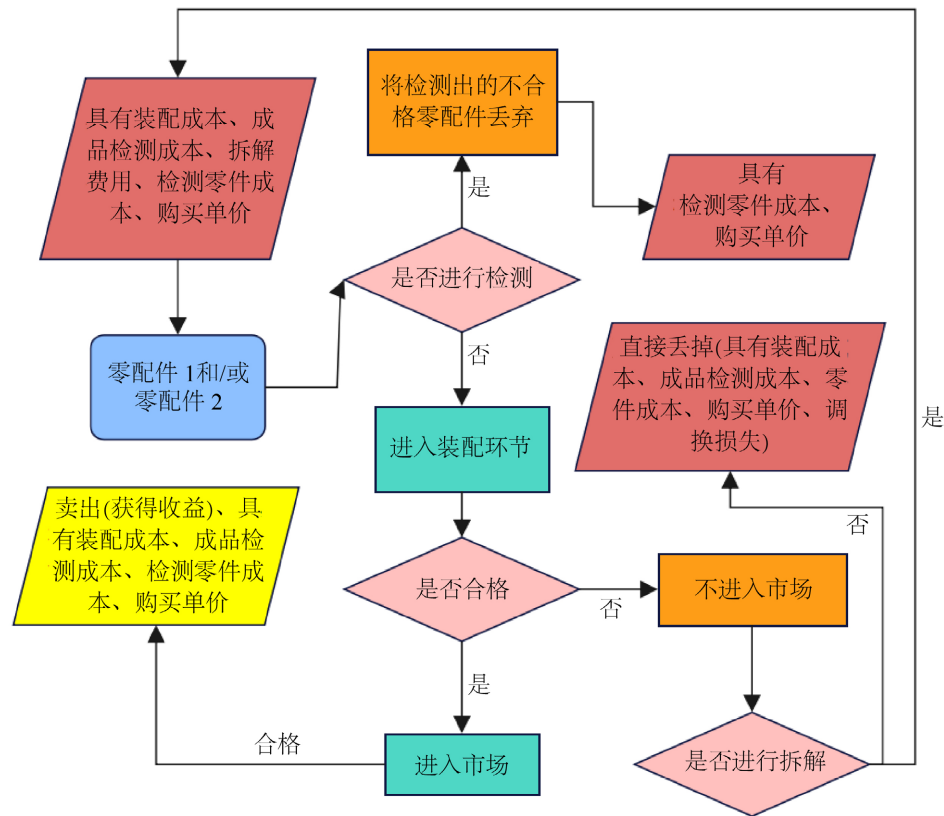 具有装配成本、成
品检测成本、拆解
费用、检测零件成
本、购买单价
将检测出的不合
格零配件丢弃
是
具有
检测零件成本、
购买单价
是否进行检测
否
零配件 1和/或
零配件 2
直接丢掉(具有装配成
本、成品检测成本、零
件成本、购买单价、调
换损失)
是
进入装配环节
卖出(获得收益)、具
有装配成本、成品检
测成本、检测零件成
本、购买单价
否
是否合格
否
不进入市场
是
合格
进入市场
是否进行拆解